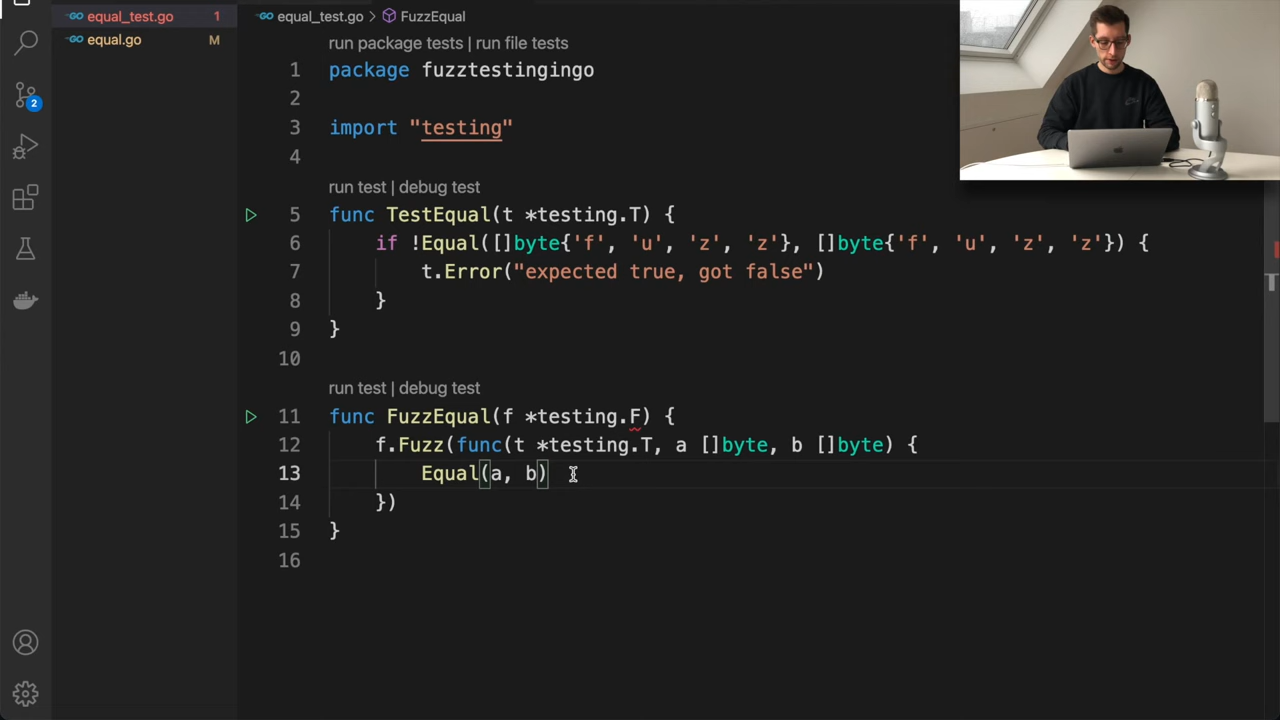 equal_test.go 1
equal.go M
2
equal_test.go > FuzzEqual
run package tests | run file tests
1 package fuzztestingingo
2
3 import "testing"
4
run test | debug test
5 func TestEqual(t *testing.T) {
6 if !Equal([]byte{'f', 'u', 'z', 'z'}, []byte{'f', 'u', 'z', 'z'}) {
7 t.Error("expected true, got false")
8 }
9 }
10
run test | debug test
11 func FuzzEqual(f *testing.F) {
12 f.Fuzz(func(t *testing.T, a []byte, b []byte) {
13 Equal(a, b)
14 })
15 }
16